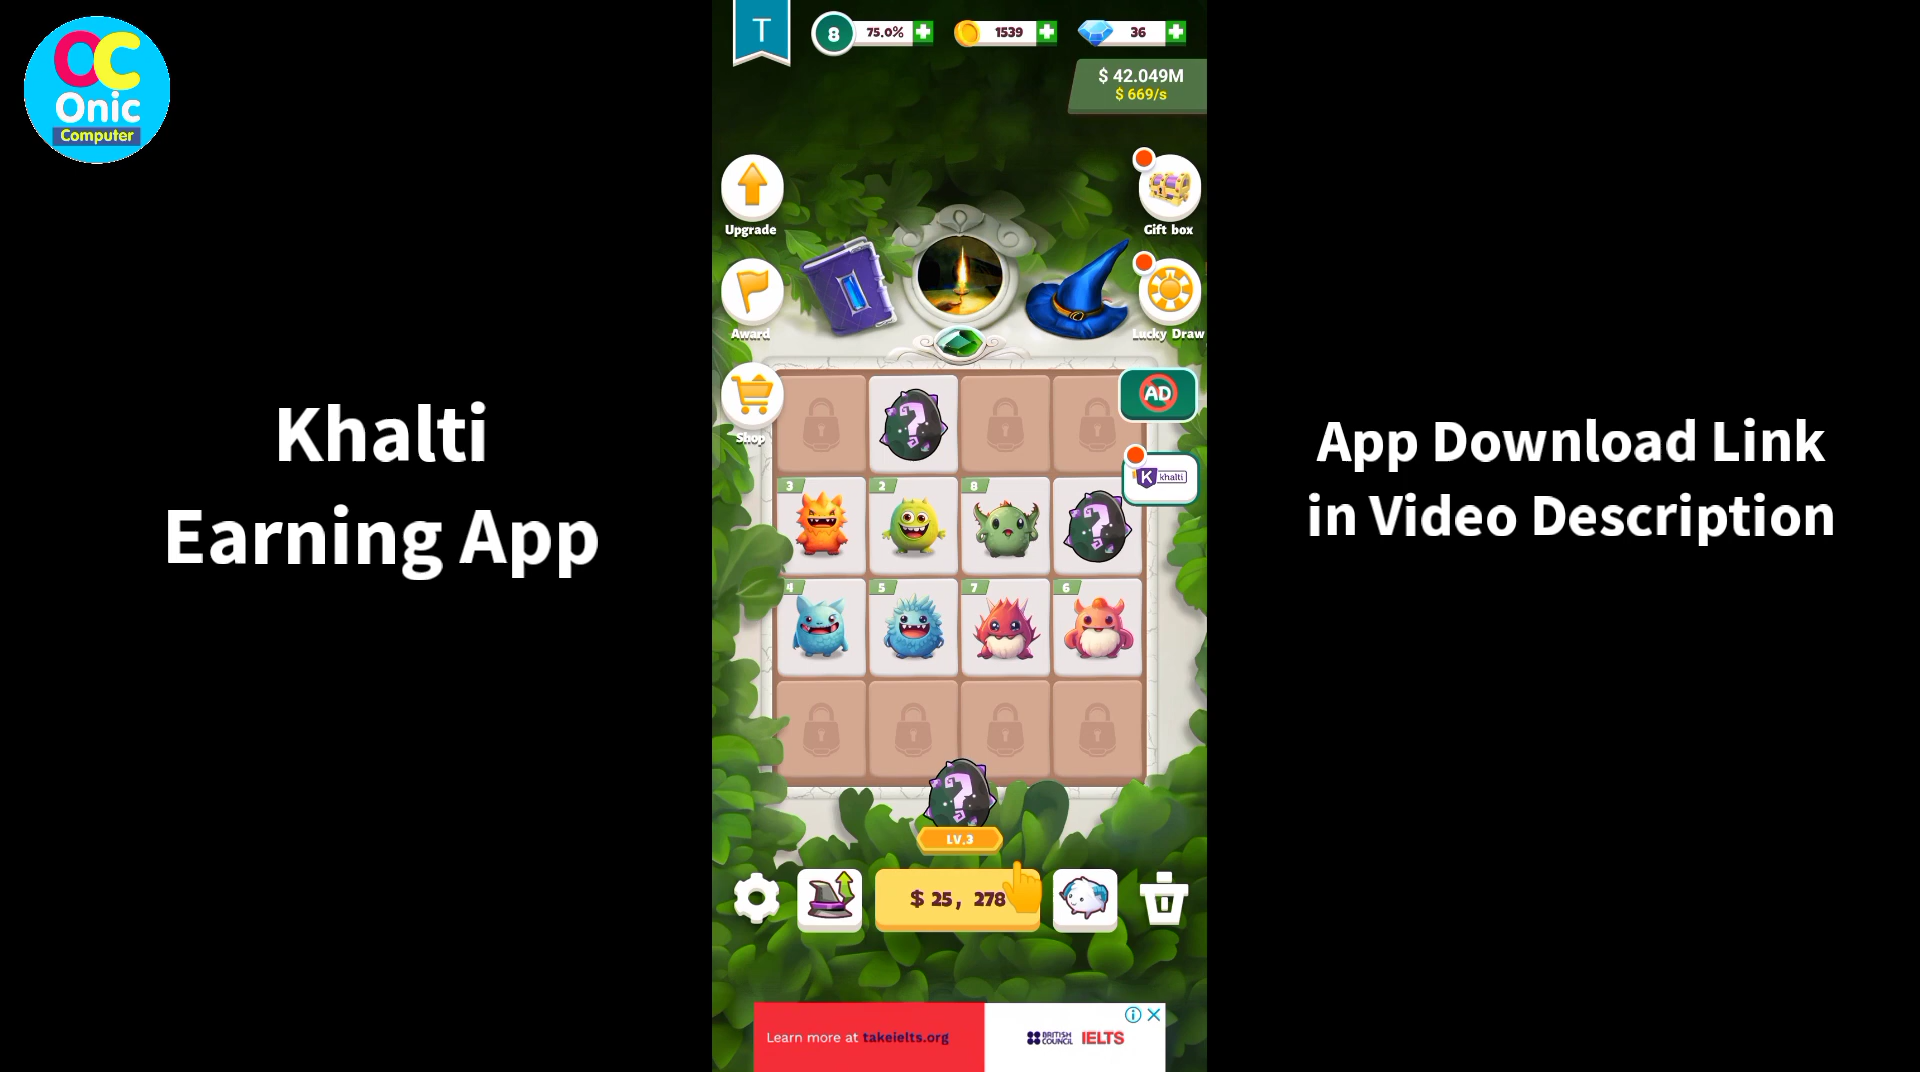 OC
Onic
Computer
Khalti
Earning App
App Download Link
in Video Description
T
8
75.0%
1539
36
$ 42.049M
$ 669/s
Upgrade
Gift box
Award
Lucky Draw
Shop
AD
K khalti
3
2
8
4
5
7
6
LV.3
$ 25, 278
Learn more at takeielts.org
BRITISH
COUNCIL
IELTS